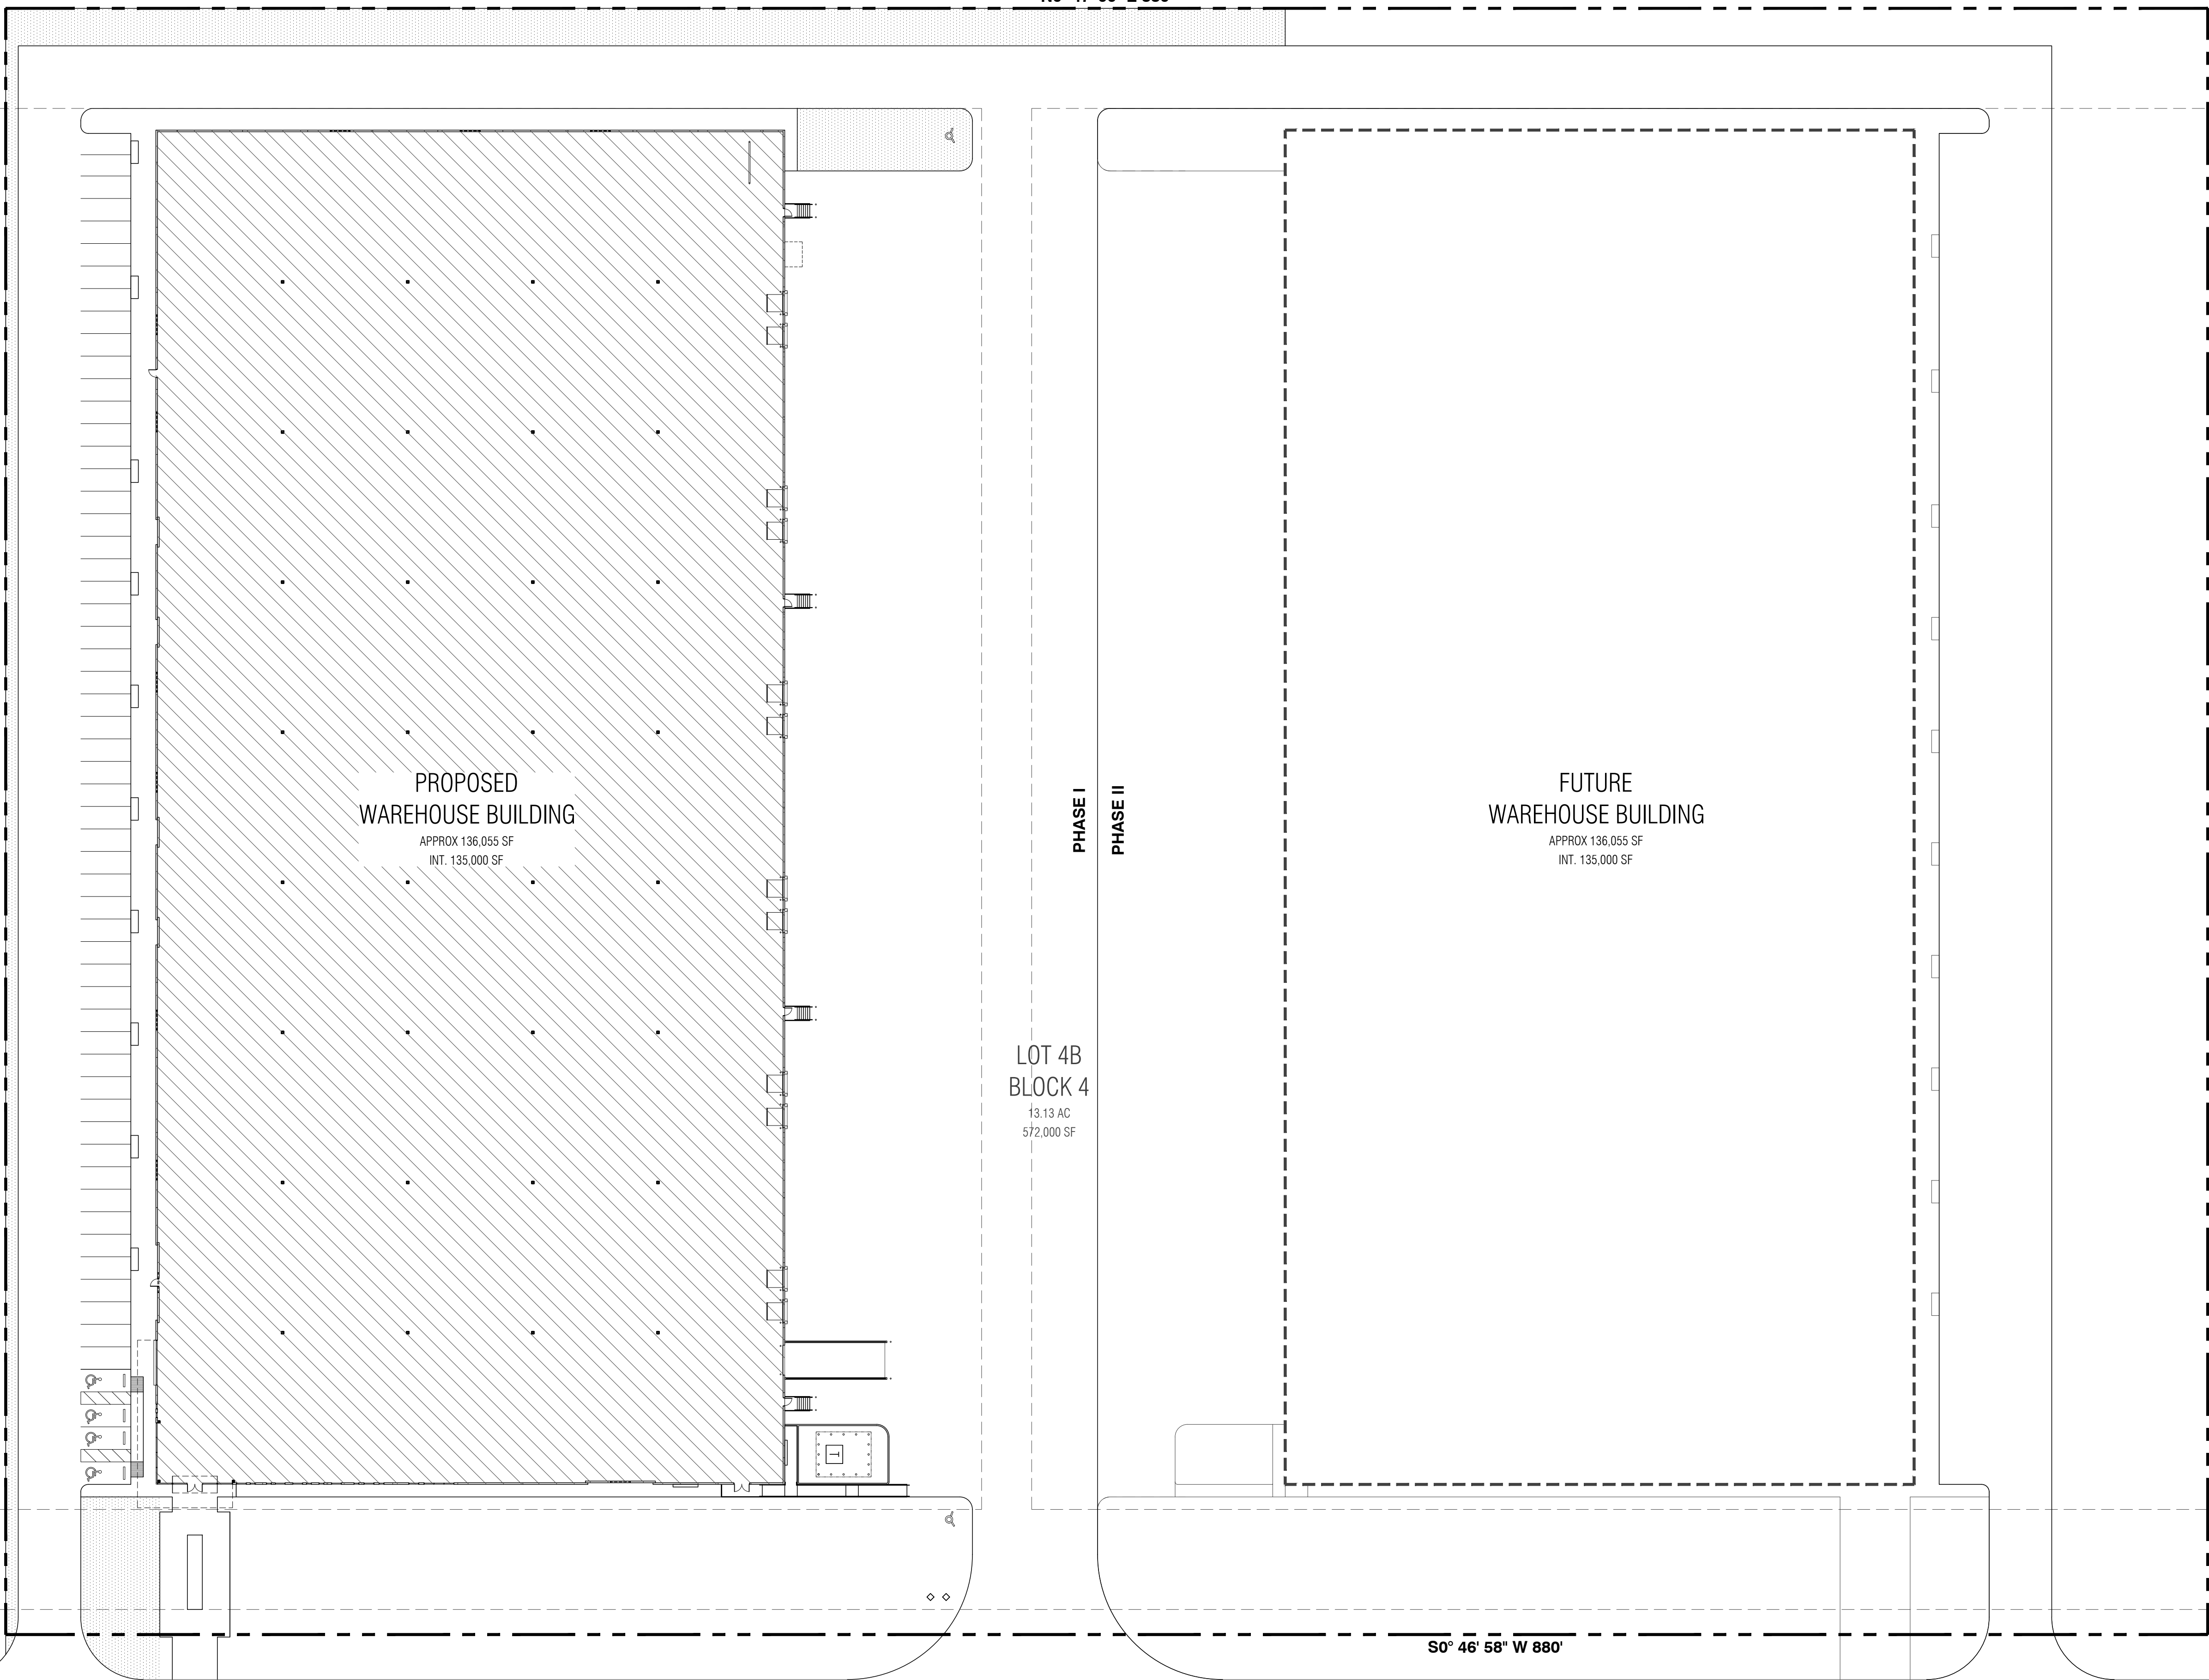 PROPOSED
WAREHOUSE BUILDING
APPROX 136,055 SF
INT. 135,000 SF
PHASE I
PHASE II
FUTURE
WAREHOUSE BUILDING
APPROX 136,055 SF
INT. 135,000 SF
LOT 4B
BLOCK 4
13.13 AC
572,000 SF
T
S0° 46' 58" W 880'